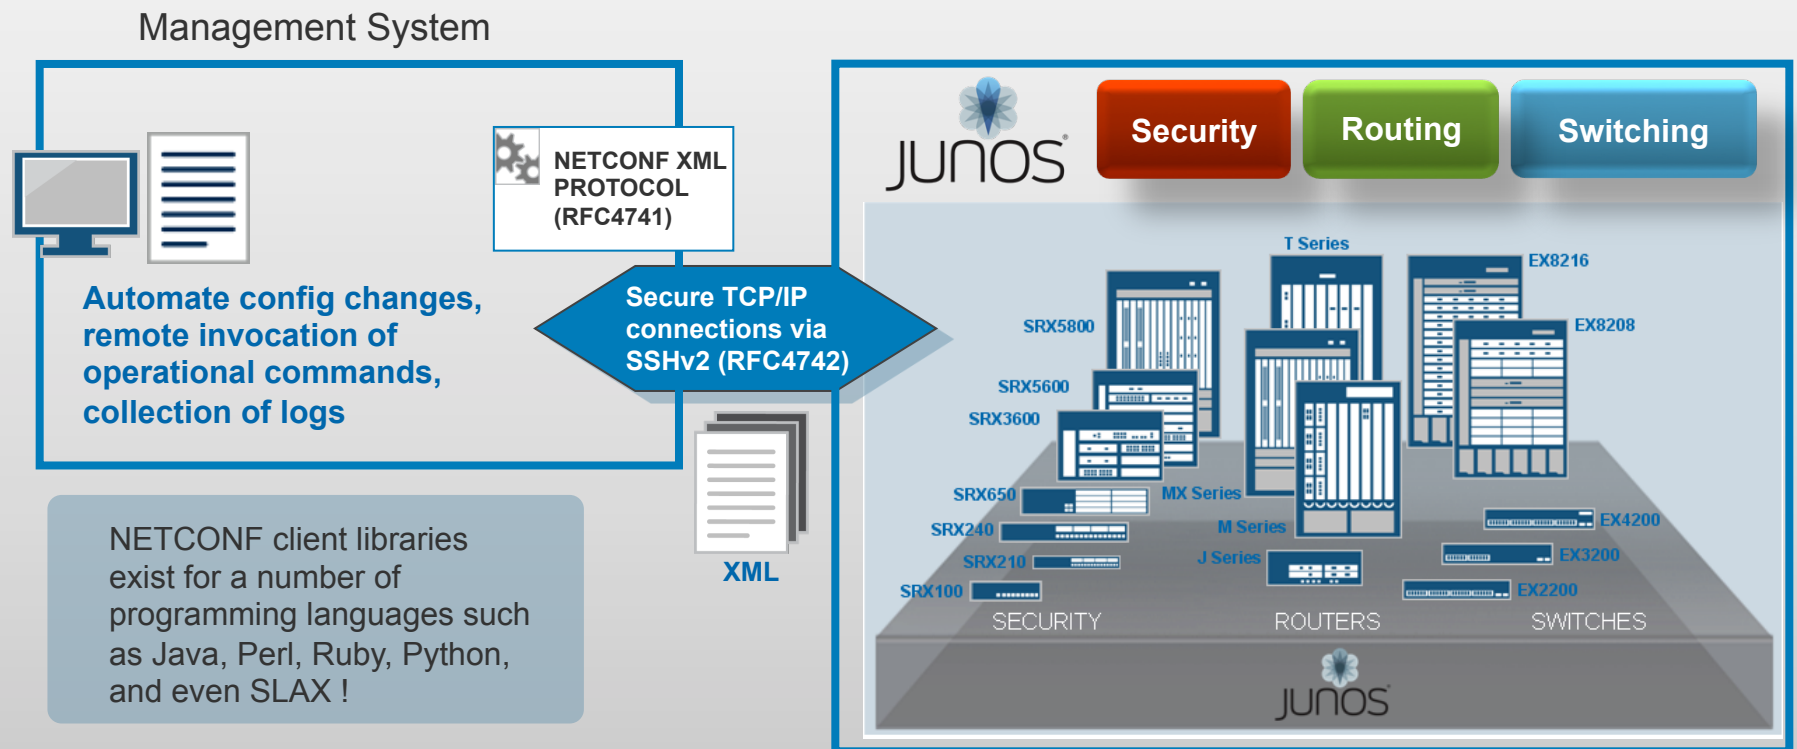 Management System
NETCONF XML
PROTOCOL
(RFC4741)
Automate config changes,
remote invocation of
operational commands,
collection of logs
Secure TCP/IP
connections via
SSHv2 (RFC4742)
XML
NETCONF client libraries
exist for a number of
programming languages such
as Java, Perl, Ruby, Python,
and even SLAX !
JUNOS
Security
Routing
Switching
T Series
EX8216
SRX5800
EX8208
SRX5600
SRX3600
SRX650
MX Series
SRX240
M Series
EX4200
SRX210
J Series
EX3200
SRX100
EX2200
SECURITY
ROUTERS
SWITCHES
JUNOS